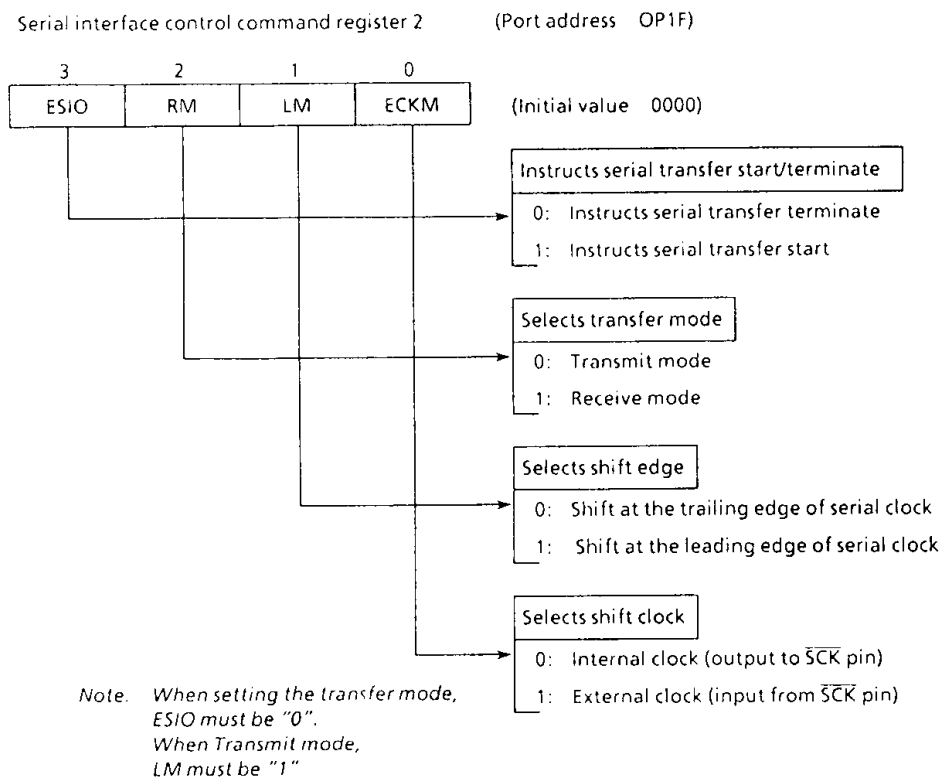 Serial interface control command register 2 (Port address OP1F)
3 2 1 0
ESIO RM LM ECKM (Initial value 0000)
Instructs serial transfer start/terminate
0: Instructs serial transfer terminate
1: Instructs serial transfer start
Selects transfer mode
0: Transmit mode
1: Receive mode
Selects shift edge
0: Shift at the trailing edge of serial clock
1: Shift at the leading edge of serial clock
Selects shift clock
0: Internal clock (output to S̅C̅K̅ pin)
1: External clock (input from S̅C̅K̅ pin)
Note. When setting the transfer mode,
ESIO must be "0".
When Transmit mode,
LM must be "1"